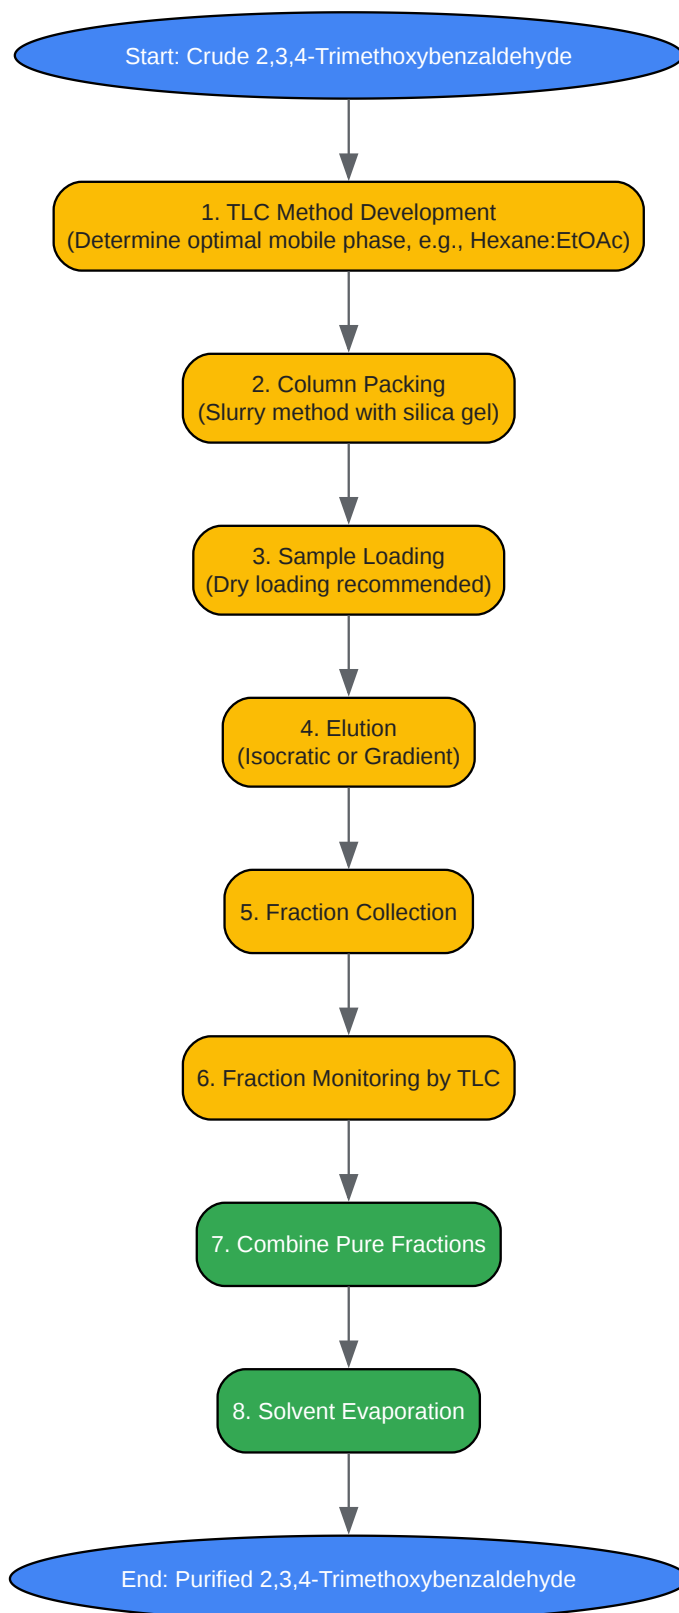 Start: Crude 2,3,4-Trimethoxybenzaldehyde
1. TLC Method Development
(Determine optimal mobile phase, e.g., Hexane:EtOAc)
2. Column Packing
(Slurry method with silica gel)
3. Sample Loading
(Dry loading recommended)
4. Elution
(Isocratic or Gradient)
5. Fraction Collection
6. Fraction Monitoring by TLC
7. Combine Pure Fractions
8. Solvent Evaporation
End: Purified 2,3,4-Trimethoxybenzaldehyde